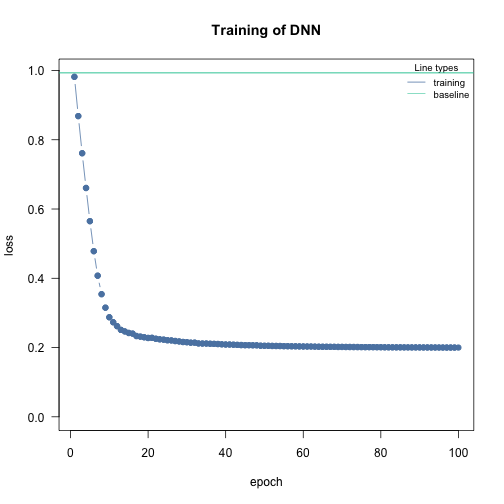 Training of DNN
Line types
training
baseline
loss
1.0
0.8
0.6
0.4
0.2
0.0
0 20 40 60 80 100
epoch